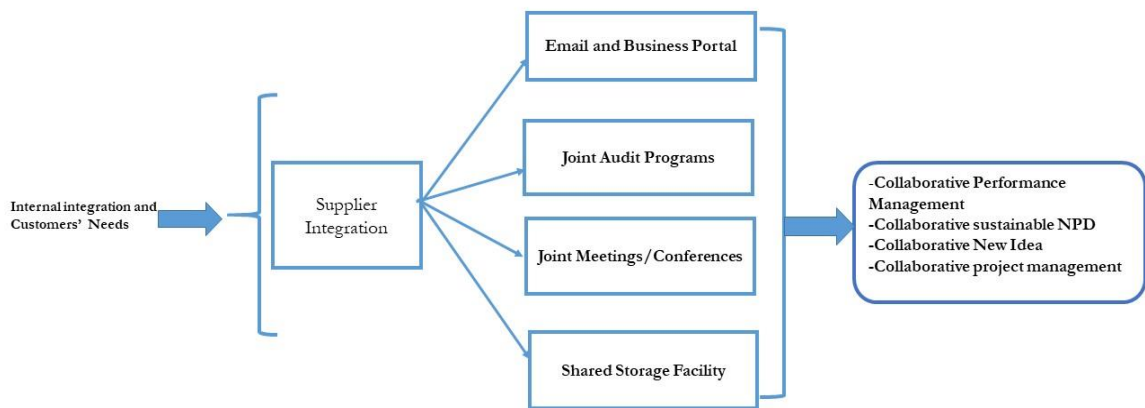 Internal integration and
Customers' Needs
Supplier
Integration
Email and Business Portal
Joint Audit Programs
Joint Meetings/Conferences
Shared Storage Facility
-Collaborative Performance
Management
-Collaborative sustainable NPD
-Collaborative New Idea
-Collaborative project management